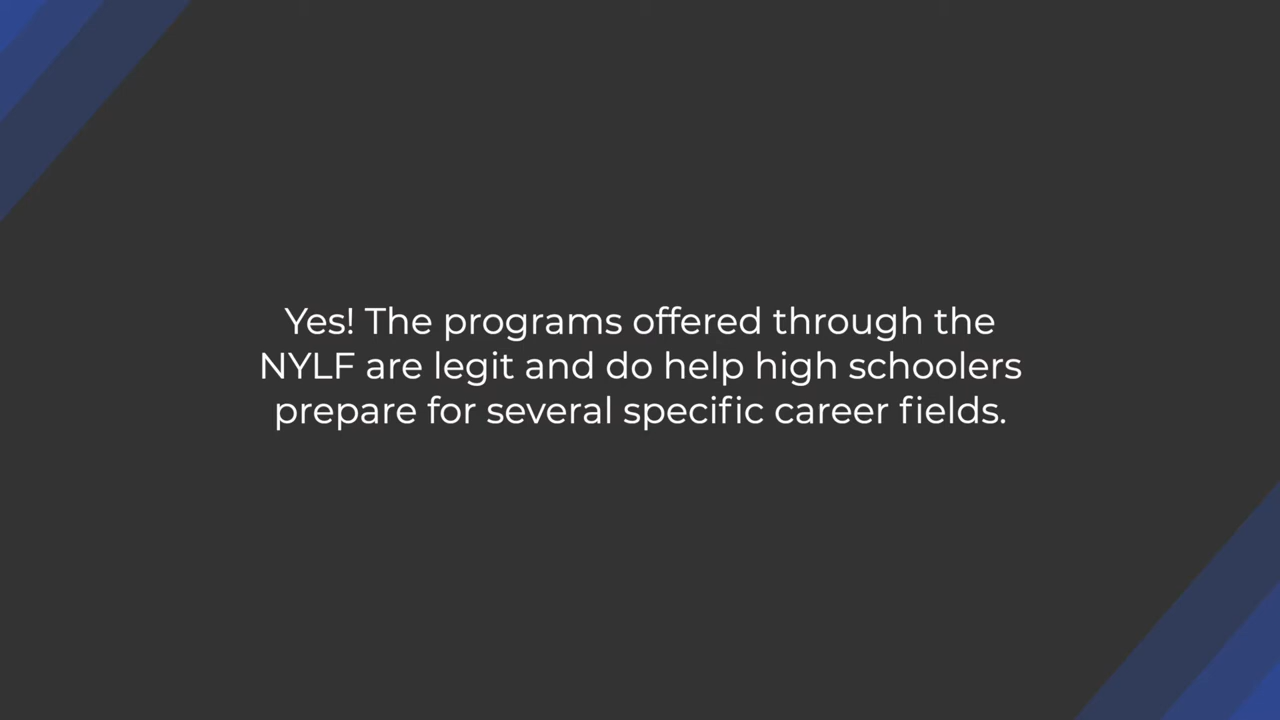 Yes! The programs offered through the
NYLF are legit and do help high schoolers
prepare for several specific career fields.